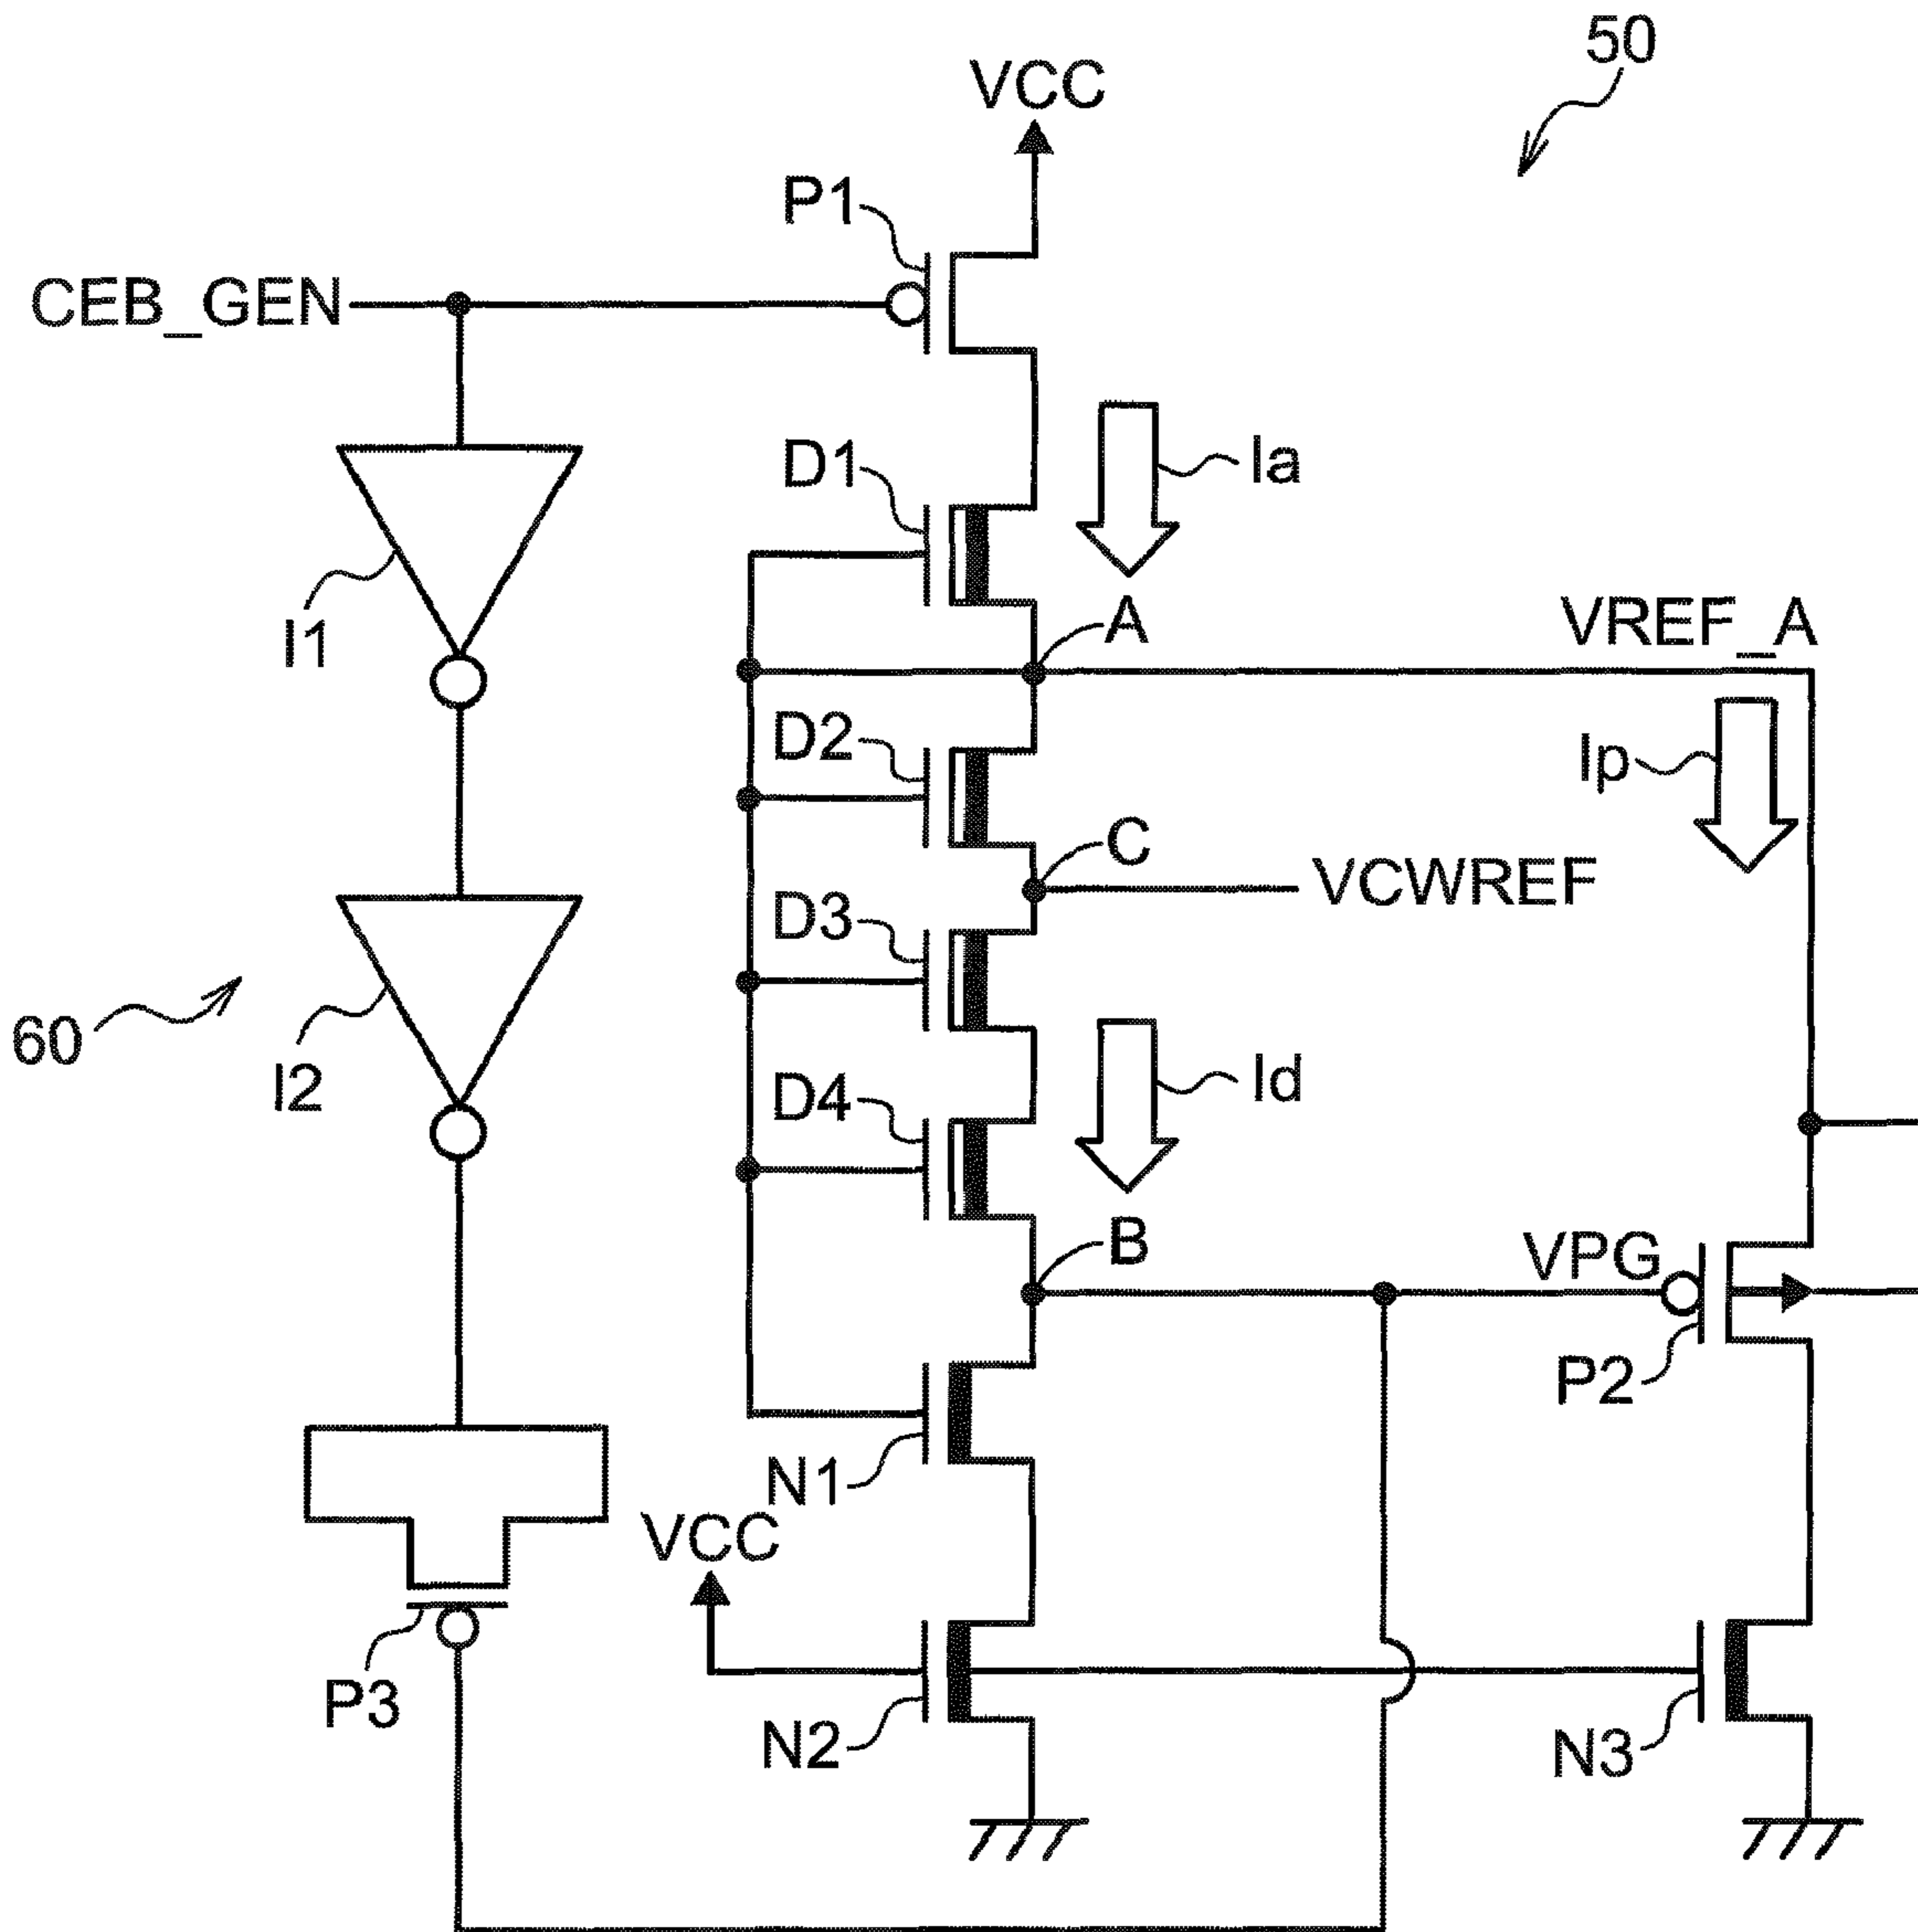 50
VCC
P1
CEB_GEN
D1
Ia
I1
A
VREF_A
D2
Ip
C
VCWREF
D3
60
I2
D4
Id
B
VPG
P2
N1
VCC
P3
N2
N3